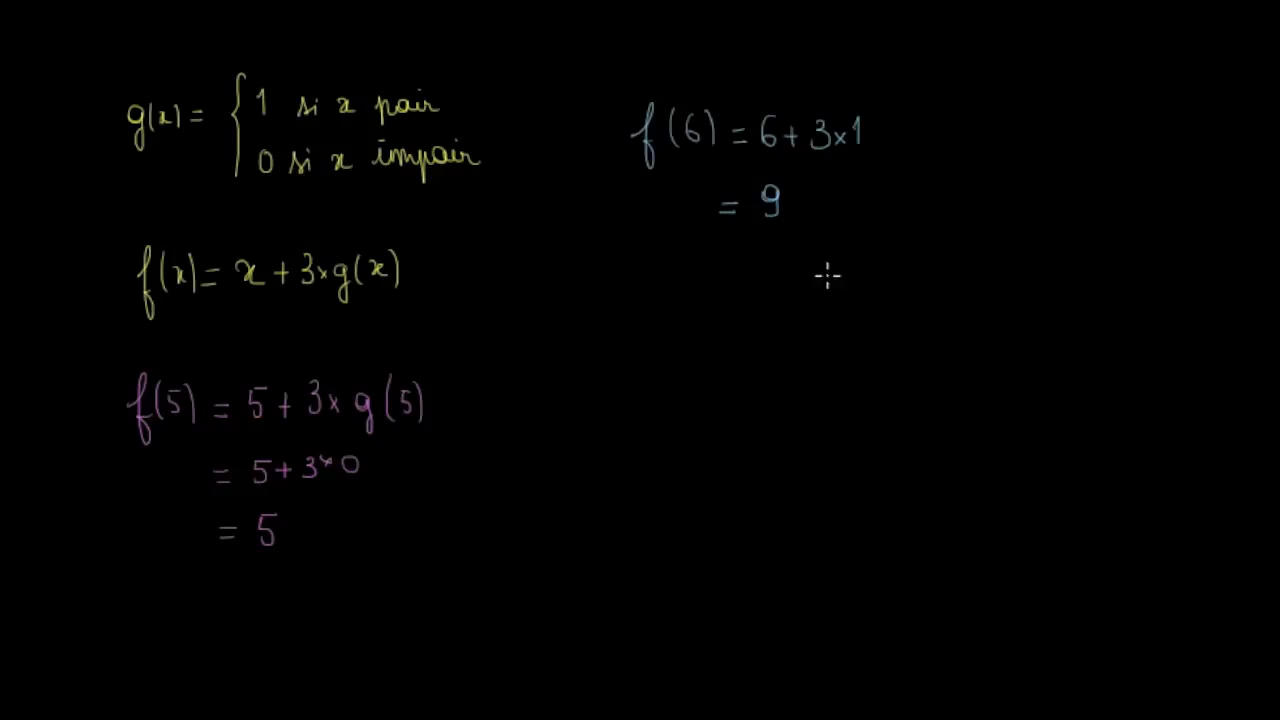 g(x) = { 1 si x pair
0 si x impair
f(x) = x + 3×g(x)
f(5) = 5 + 3× g(5)
= 5 + 3×0
= 5
f(6) = 6 + 3×1
= 9